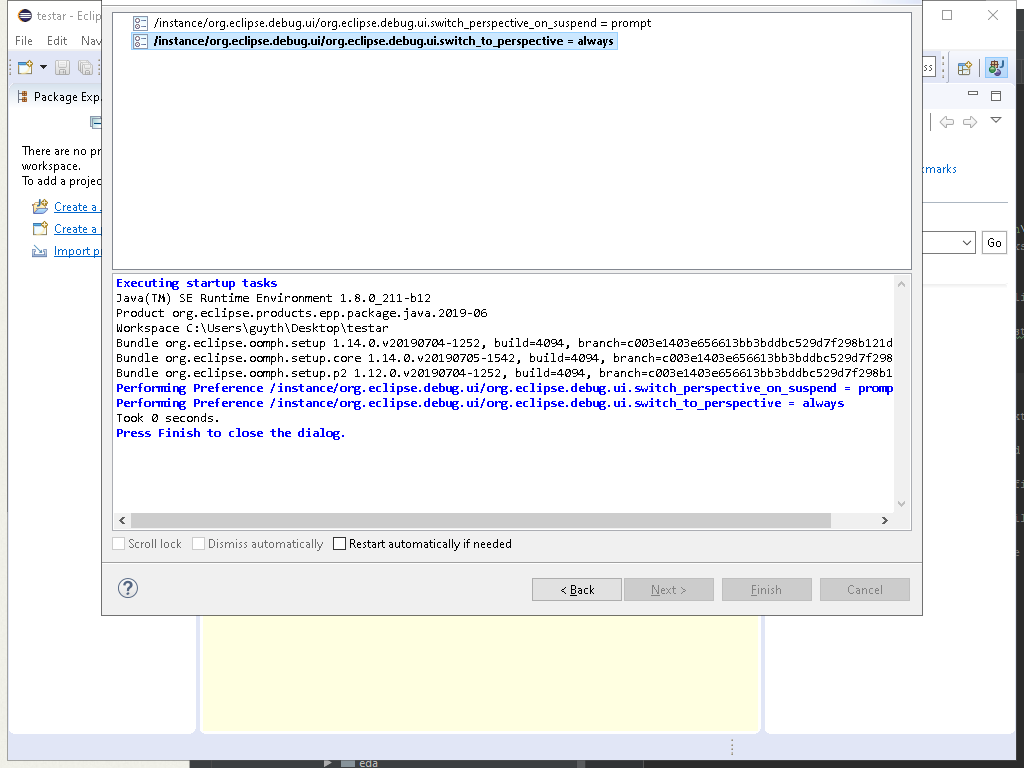 testar - Eclip
File Edit Nav
Package Exp
There are no pr
workspace.
To add a projec
Create a
Create a
Import p
/instance/org.eclipse.debug.ui/org.eclipse.debug.ui.switch_perspective_on_suspend = prompt
/instance/org.eclipse.debug.ui/org.eclipse.debug.ui.switch_to_perspective = always
ss
kmarks
Go
Executing startup tasks
Java(TM) SE Runtime Environment 1.8.0_211-b12
Product org.eclipse.products.epp.package.java.2019-06
Workspace C:\Users\guyth\Desktop\testar
Bundle org.eclipse.oomph.setup 1.14.0.v20190704-1252, build=4094, branch=c003e1403e656613bb3bddbc529d7f298b121d
Bundle org.eclipse.oomph.setup.core 1.14.0.v20190705-1542, build=4094, branch=c003e1403e656613bb3bddbc529d7f298
Bundle org.eclipse.oomph.setup.p2 1.12.0.v20190704-1252, build=4094, branch=c003e1403e656613bb3bddbc529d7f298b1
Performing Preference /instance/org.eclipse.debug.ui/org.eclipse.debug.ui.switch_perspective_on_suspend = promp
Performing Preference /instance/org.eclipse.debug.ui/org.eclipse.debug.ui.switch_to_perspective = always
Took 0 seconds.
Press Finish to close the dialog.
Scroll lock Dismiss automatically Restart automatically if needed
? < Back Next > Finish Cancel
eda